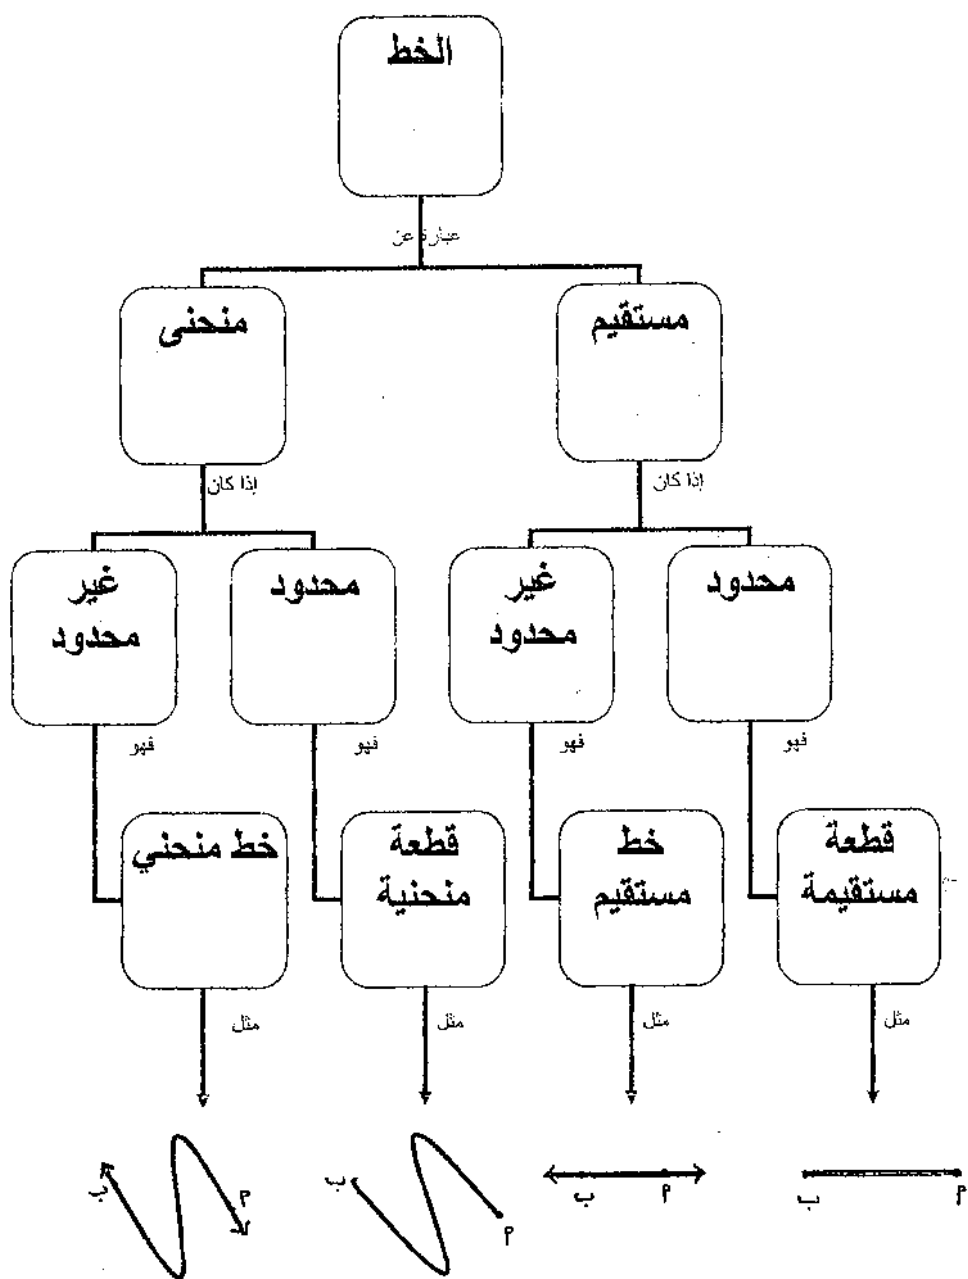 الخط
عبارة عن
مستقيم
منحنى
إذا كان
إذا كان
محدود
غير
محدود
محدود
غير
محدود
فهو
فهو
فهو
فهو
قطعة
مستقيمة
خط
مستقيم
قطعة
منحنية
خط منحني
مثل
مثل
مثل
مثل
م
ب
م
ب
م
ب
م
ب